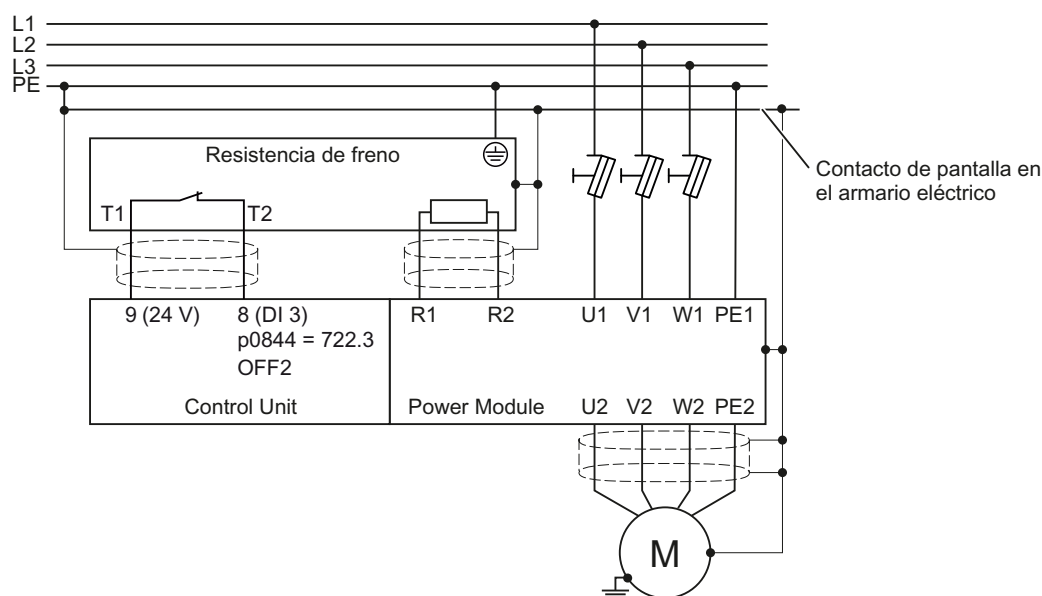 L1
L2
L3
PE
Resistencia de freno
T1
T2
Contacto de pantalla en
el armario eléctrico
9 (24 V)
8 (DI 3)
p0844 = 722.3
OFF2
Control Unit
R1
R2
U1
V1
W1
PE1
Power Module
U2
V2
W2
PE2
M